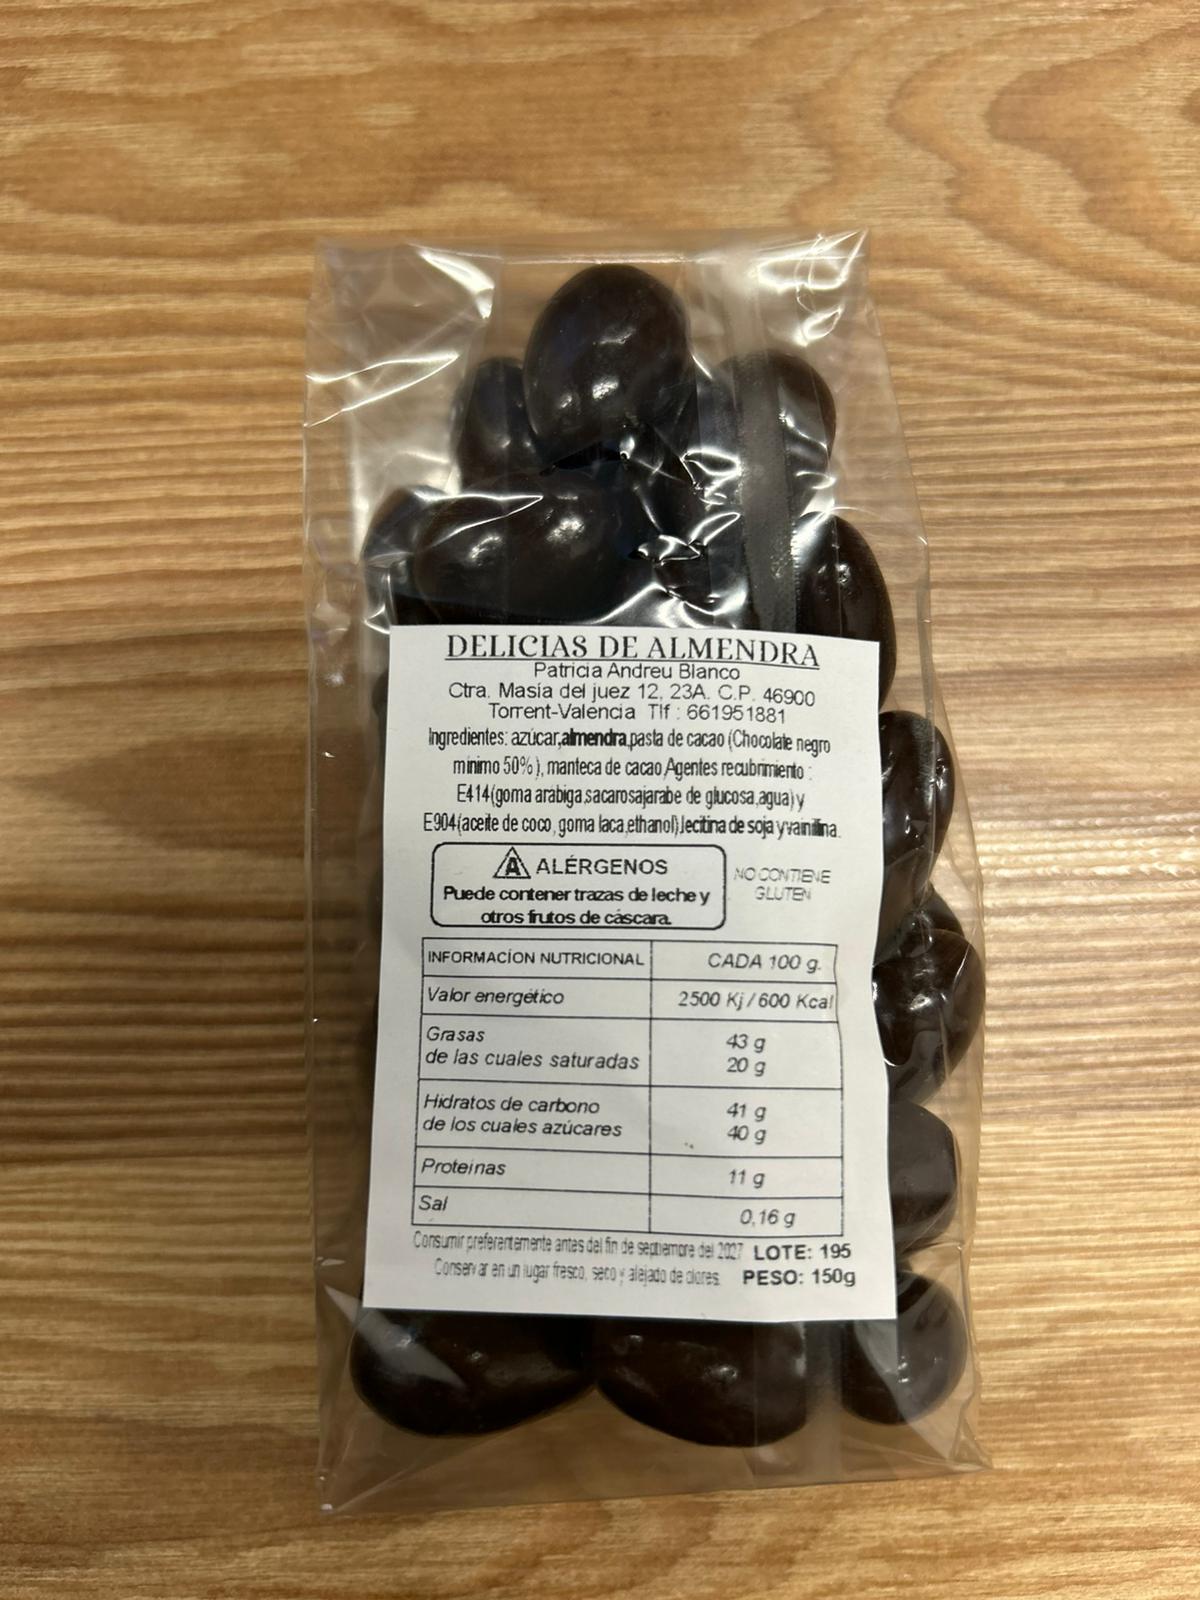 DELICIAS DE ALMENDRA
Patricia Andreu Blanco
Ctra. Masía del juez 12, 23A. C.P. 46900
Torrent-Valencia Tlf : 661951881
Ingredientes: azúcar,almendra,pasta de cacao (Chocolate negro
mínimo 50% ), manteca de cacao,Agentes recubrimiento :
E414(goma arábiga,sacarosajarabe de glucosa,agua) y
E904(aceite de coco, goma laca,ethanol),lecitina de soja y vainillina.
A ALÉRGENOS
Puede contener trazas de leche y
otros frutos de cáscara.
NO CONTIENE
GLUTEN
INFORMACÍON NUTRICIONAL CADA 100 g.
Valor energético 2500 Kj / 600 Kcal
Grasas 43 g
de las cuales saturadas 20 g
Hidratos de carbono 41 g
de los cuales azúcares 40 g
Proteínas 11 g
Sal 0,16 g
Consumir preferentemente antes del fin de septiembre del 2027 LOTE: 195
Conservar en un lugar fresco, seco y alejado de olores. PESO: 150g